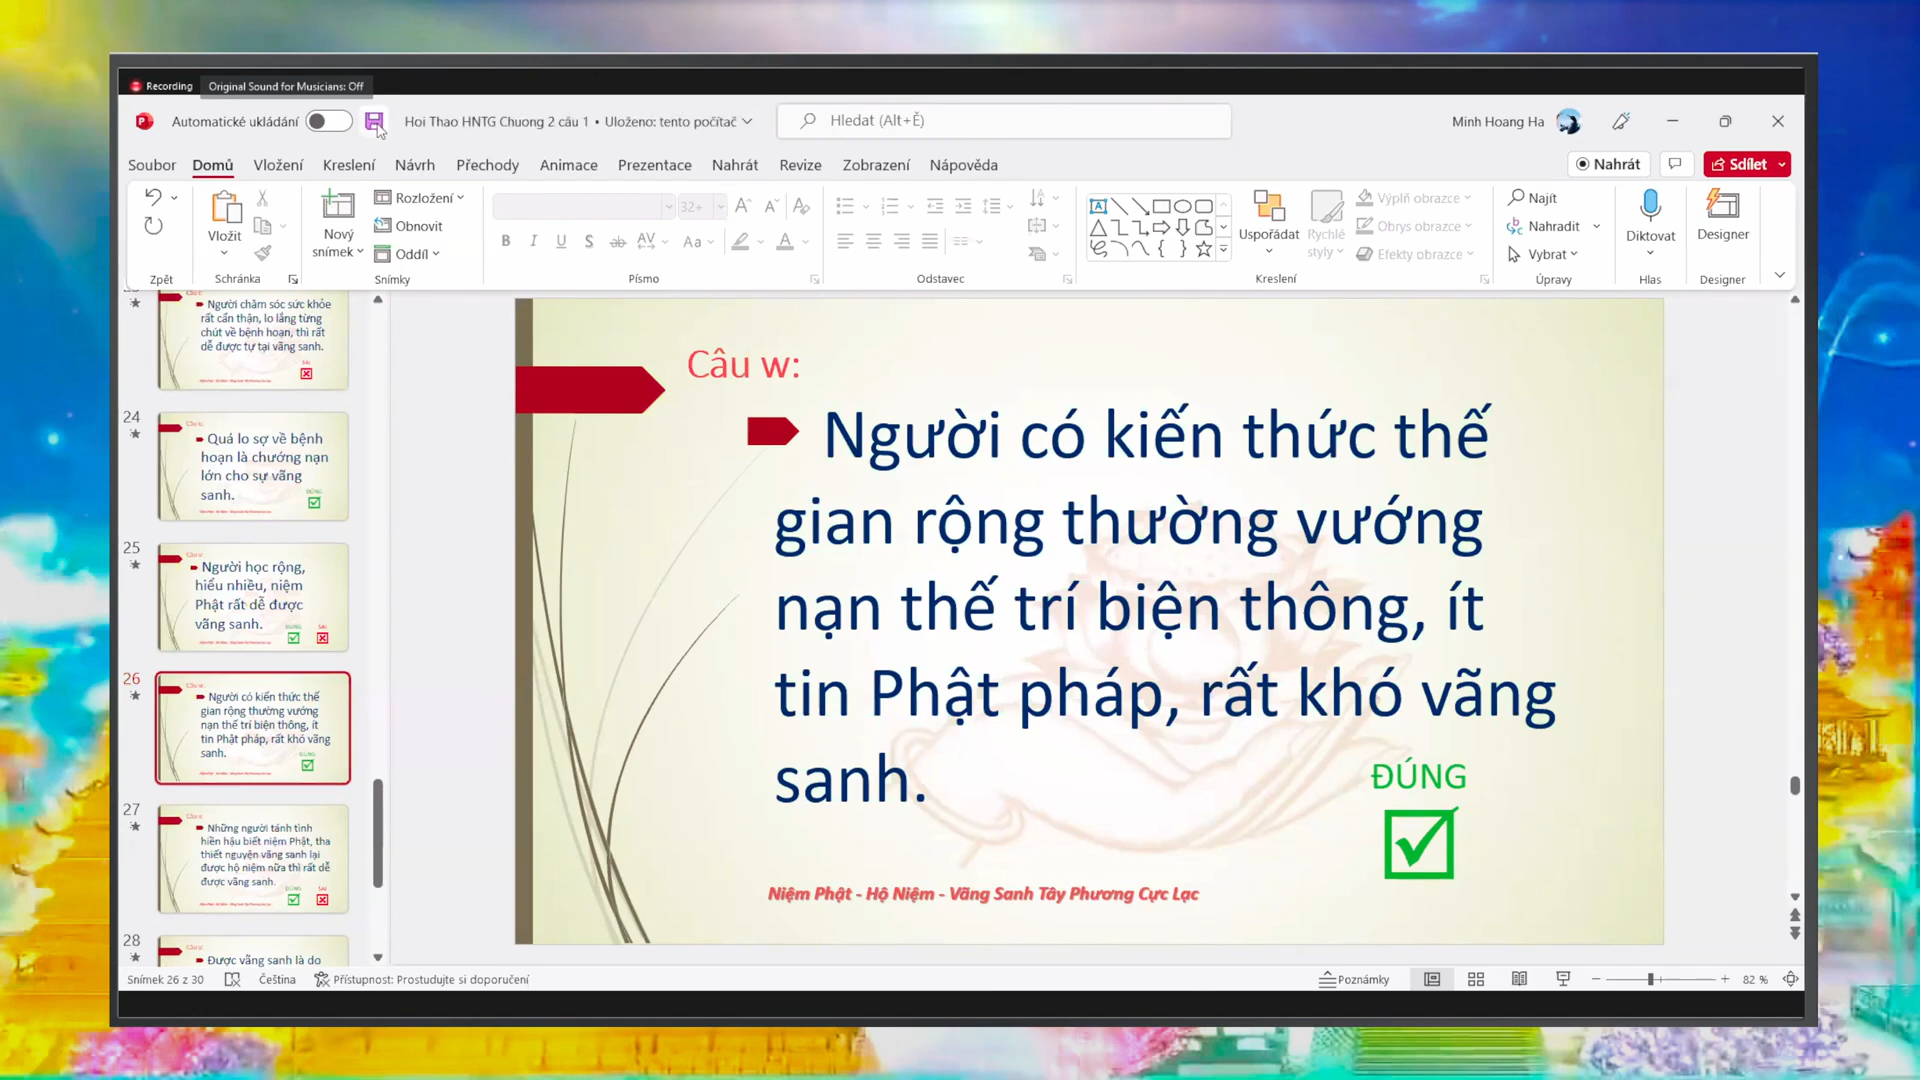 Recording
Original Sound for Musicians: Off
Automatické ukládání
Hoi Thao HNTG Chuong 2 câu 1 • Uloženo: tento počítač
Hledat (Alt+Ě)
Minh Hoang Ha
Soubor Domů Vložení Kreslení Návrh Přechody Animace Prezentace Nahrát Revize Zobrazení Nápověda
Nahrát
Sdílet
Vložit
Nový
snímek
Rozložení
Obnovit
Oddíl
32+
Uspořádat
Rychlé
styly
Výplň obrazce
Obrys obrazce
Efekty obrazce
Najít
Nahradit
Vybrat
Diktovat
Designer
Zpět Schránka Snímky Písmo Odstavec Kreslení Úpravy Hlas Designer
Người chăm sóc sức khỏe
rất cẩn thận, lo lắng từng
chút về bệnh hoạn, thì rất
dễ được tự tại vãng sanh.
SAI
24
Quá lo sợ về bệnh
hoạn là chướng nạn
lớn cho sự vãng
sanh.
ĐÚNG
25
Người học rộng,
hiểu nhiều, niệm
Phật rất dễ được
vãng sanh.
ĐÚNG SAI
26
Câu w:
Người có kiến thức thế
gian rộng thường vướng
nạn thế trí biện thông, ít
tin Phật pháp, rất khó vãng
sanh.
ĐÚNG
27
Những người tánh tình
hiền hậu biết niệm Phật, tha
thiết nguyện vãng sanh lại
được hộ niệm nữa thì rất dễ
được vãng sanh.
ĐÚNG SAI
28
Câu y:
Được vãng sanh là do
Câu w:
Người có kiến thức thế
gian rộng thường vướng
nạn thế trí biện thông, ít
tin Phật pháp, rất khó vãng
sanh.
ĐÚNG
Niệm Phật - Hộ Niệm - Vãng Sanh Tây Phương Cực Lạc
Snímek 26 z 30
Čeština
Přístupnost: Prostudujte si doporučení
Poznámky
82 %